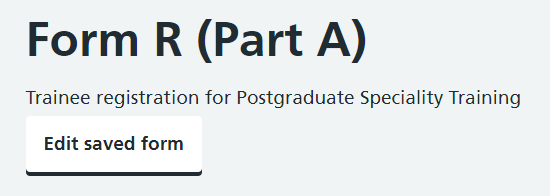 Form R (Part A)
Trainee registration for Postgraduate Speciality Training
Edit saved form